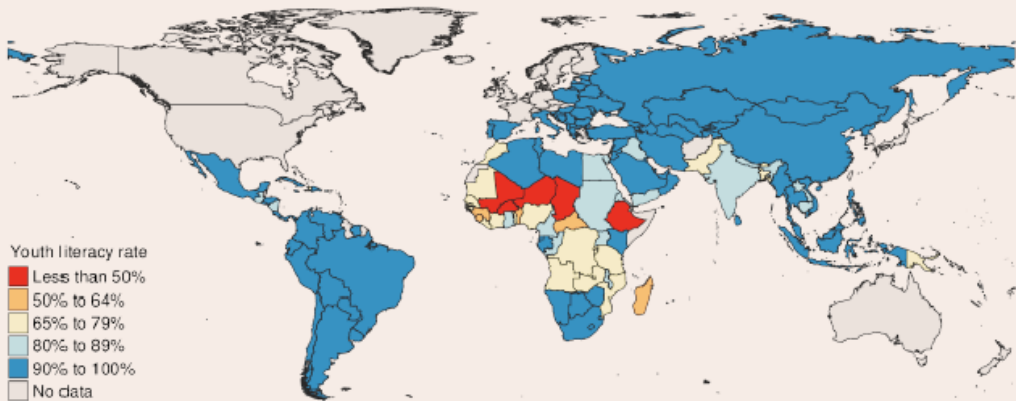 Youth literacy rate
Less than 50%
50% to 64%
65% to 79%
80% to 89%
90% to 100%
No data